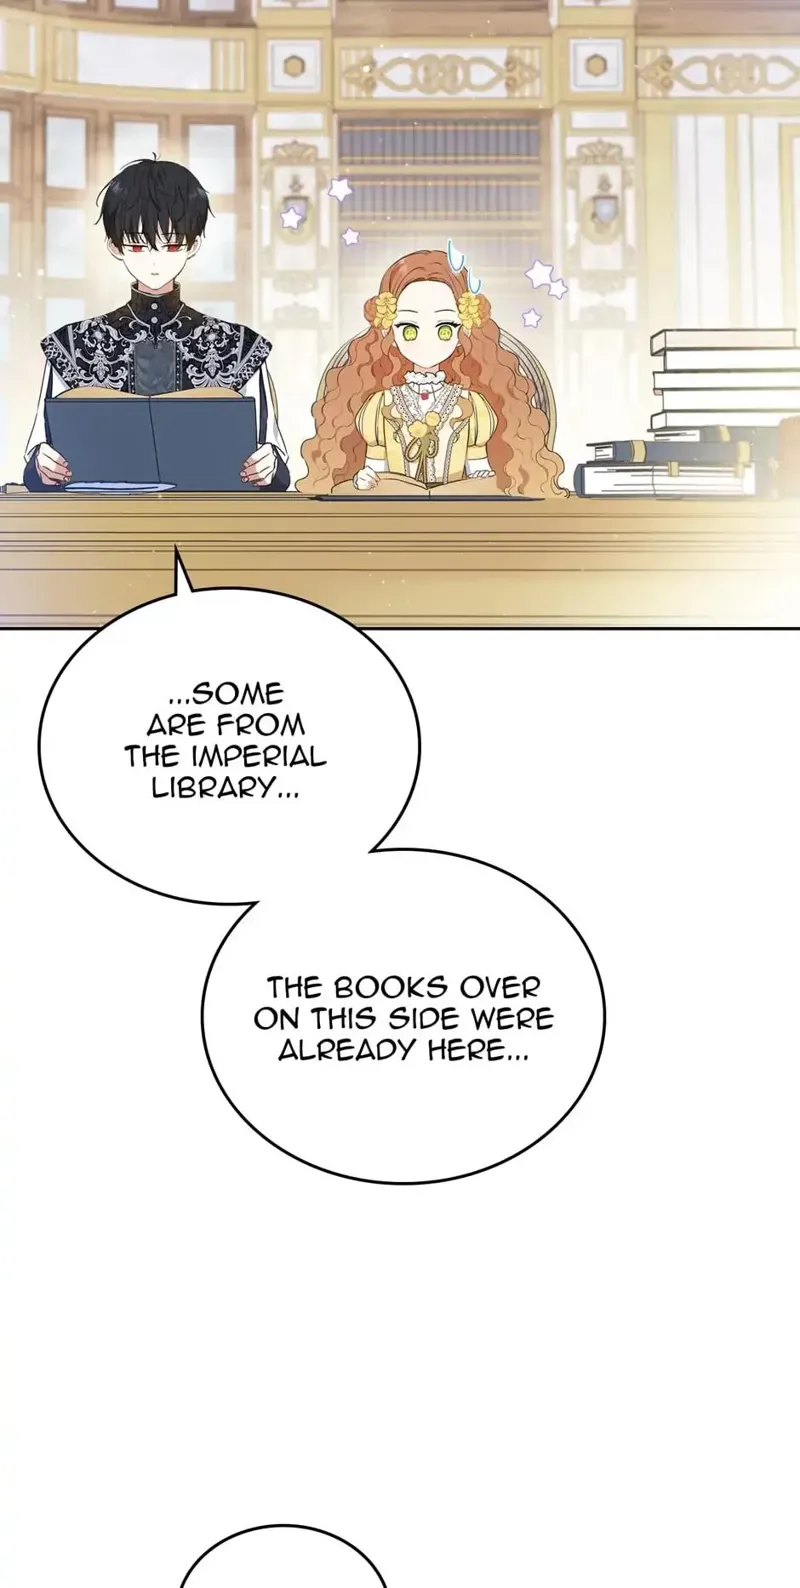 ...SOME
ARE FROM
THE IMPERIAL
LIBRARY...
THE BOOKS OVER
ON THIS SIDE WERE
ALREADY HERE...